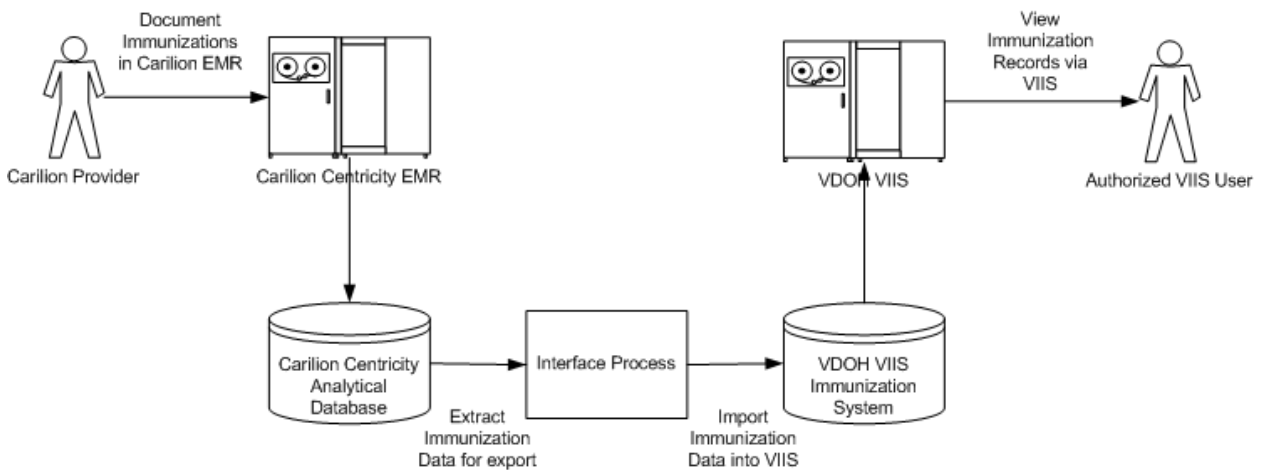 Document
Immunizations
in Carilion EMR
Carilion Provider
Carilion Centricity EMR
View
Immunization
Records via
VIIS
VDOH VIIS
Authorized VIIS User
Carilion Centricity
Analytical
Database
Extract
Immunization
Data for export
Interface Process
Import
Immunization
Data into VIIS
VDOH VIIS
Immunization
System